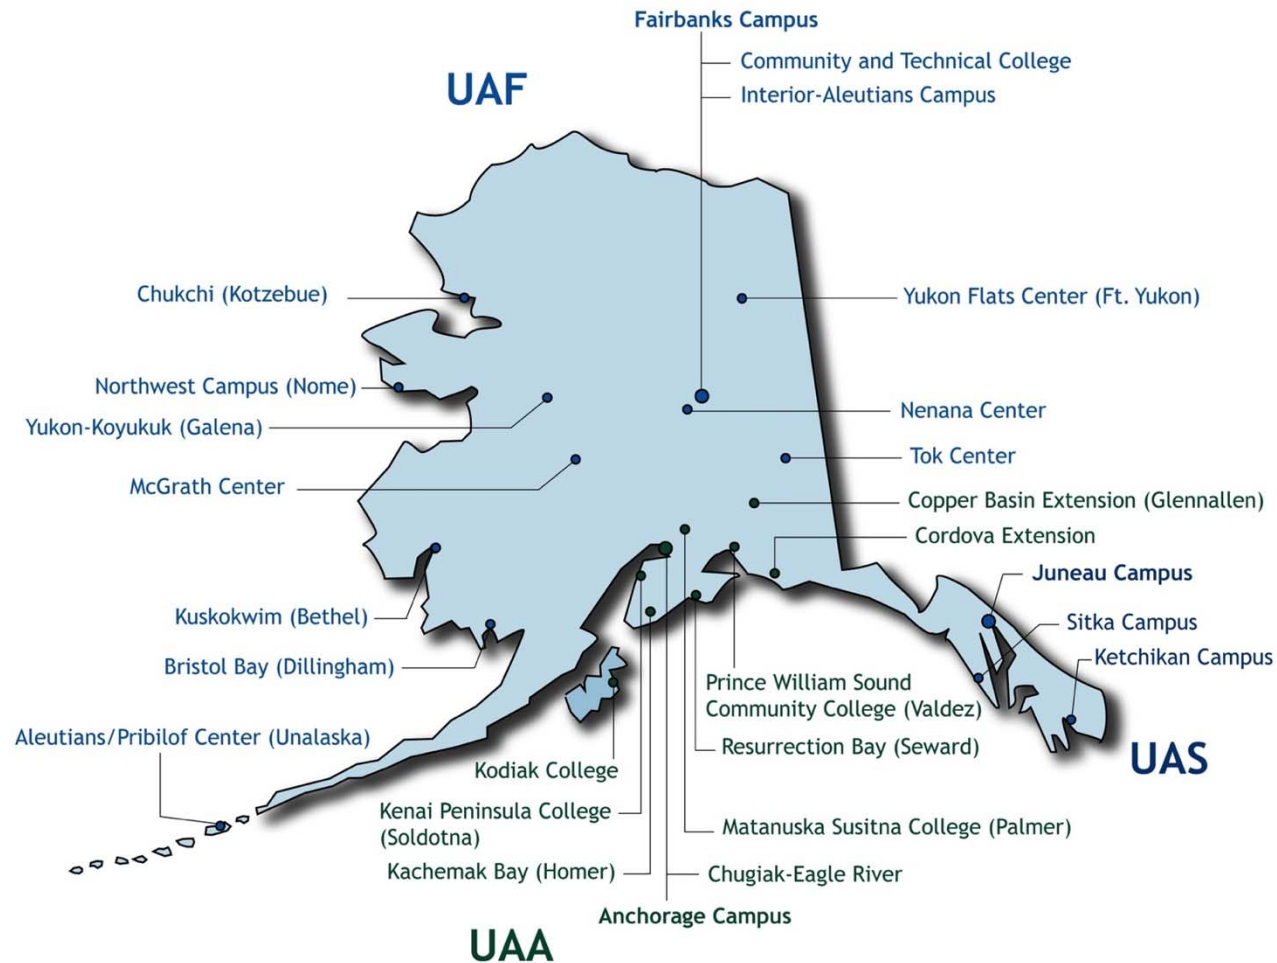 Fairbanks Campus
Community and Technical College
UAF
Interior-Aleutians Campus
Chukchi (Kotzebue)
Yukon Flats Center (Ft. Yukon)
Northwest Campus (Nome)
Nenana Center
Yukon-Koyukuk (Galena)
Tok Center
McGrath Center
Copper Basin Extension (Glennallen)
Cordova Extension
Juneau Campus
Kuskokwim (Bethel)
Sitka Campus
Ketchikan Campus
Bristol Bay (Dillingham)
Prince William Sound
Community College (Valdez)
Aleutians/Pribilof Center (Unalaska)
Resurrection Bay (Seward)
UAS
Kodiak College
Kenai Peninsula College
(Soldotna)
Matanuska Susitna College (Palmer)
Kachemak Bay (Homer)
Chugiak-Eagle River
Anchorage Campus
UAA